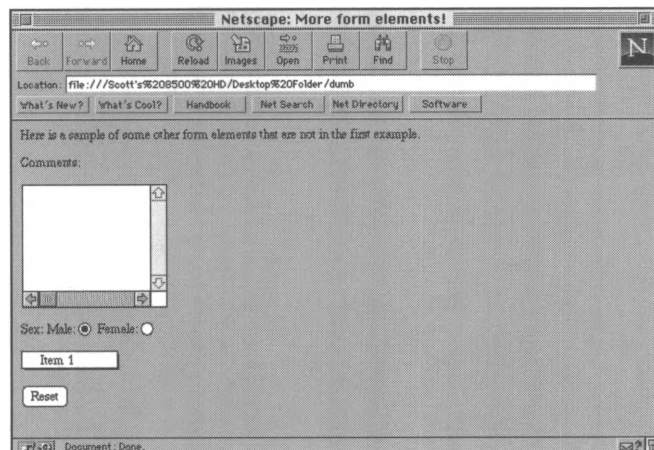 Netscape: More form elements!
Back Forward Home Reload Images Open Print Find Stop
N
Location: file:///Scott's%208500%20HD/Desktop%20Folder/dumb
What's New? What's Cool? Handbook Net Search Net Directory Software
Here is a sample of some other form elements that are not in the first example.
Comments:
Sex: Male: Female:
Item 1
Reset
Document: Done.